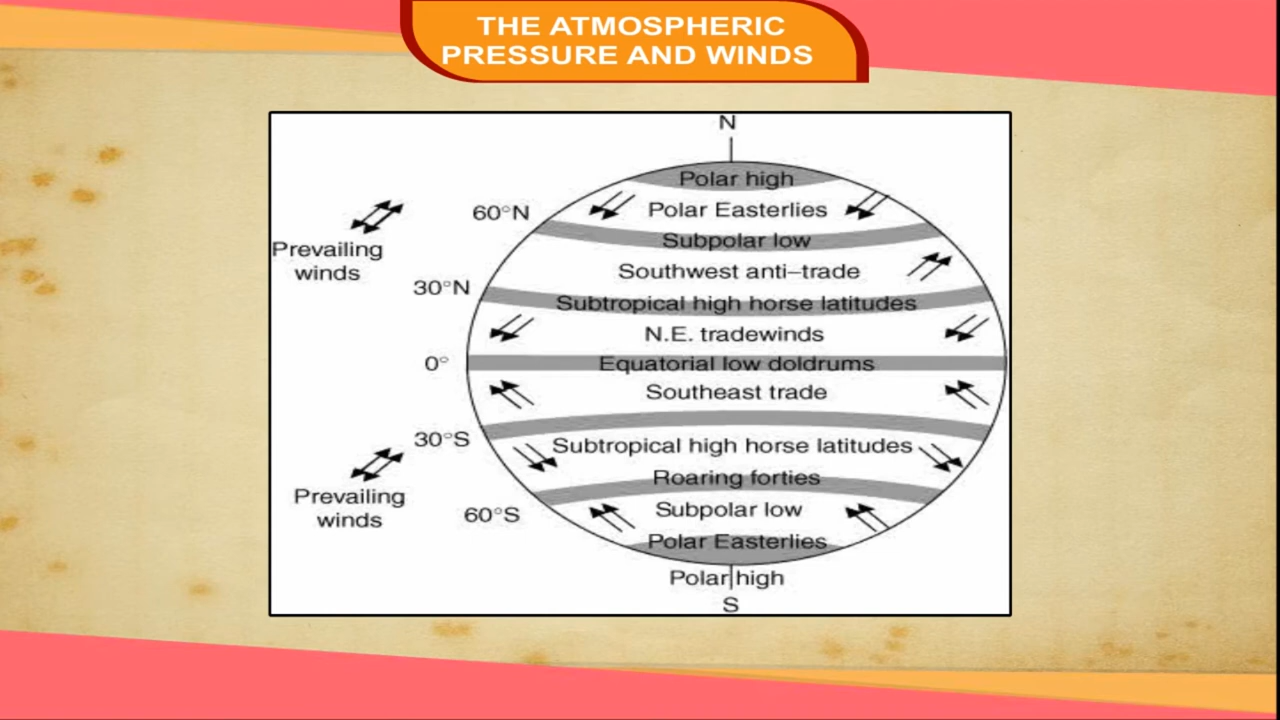 THE ATMOSPHERIC
PRESSURE AND WINDS
N
Polar high
60°N
Polar Easterlies
Subpolar low
Prevailing
winds
Southwest anti–trade
30°N
Subtropical high horse latitudes
N.E. tradewinds
0°
Equatorial low doldrums
Southeast trade
30°S
Subtropical high horse latitudes
Roaring forties
Prevailing
winds
60°S
Subpolar low
Polar Easterlies
Polar high
S